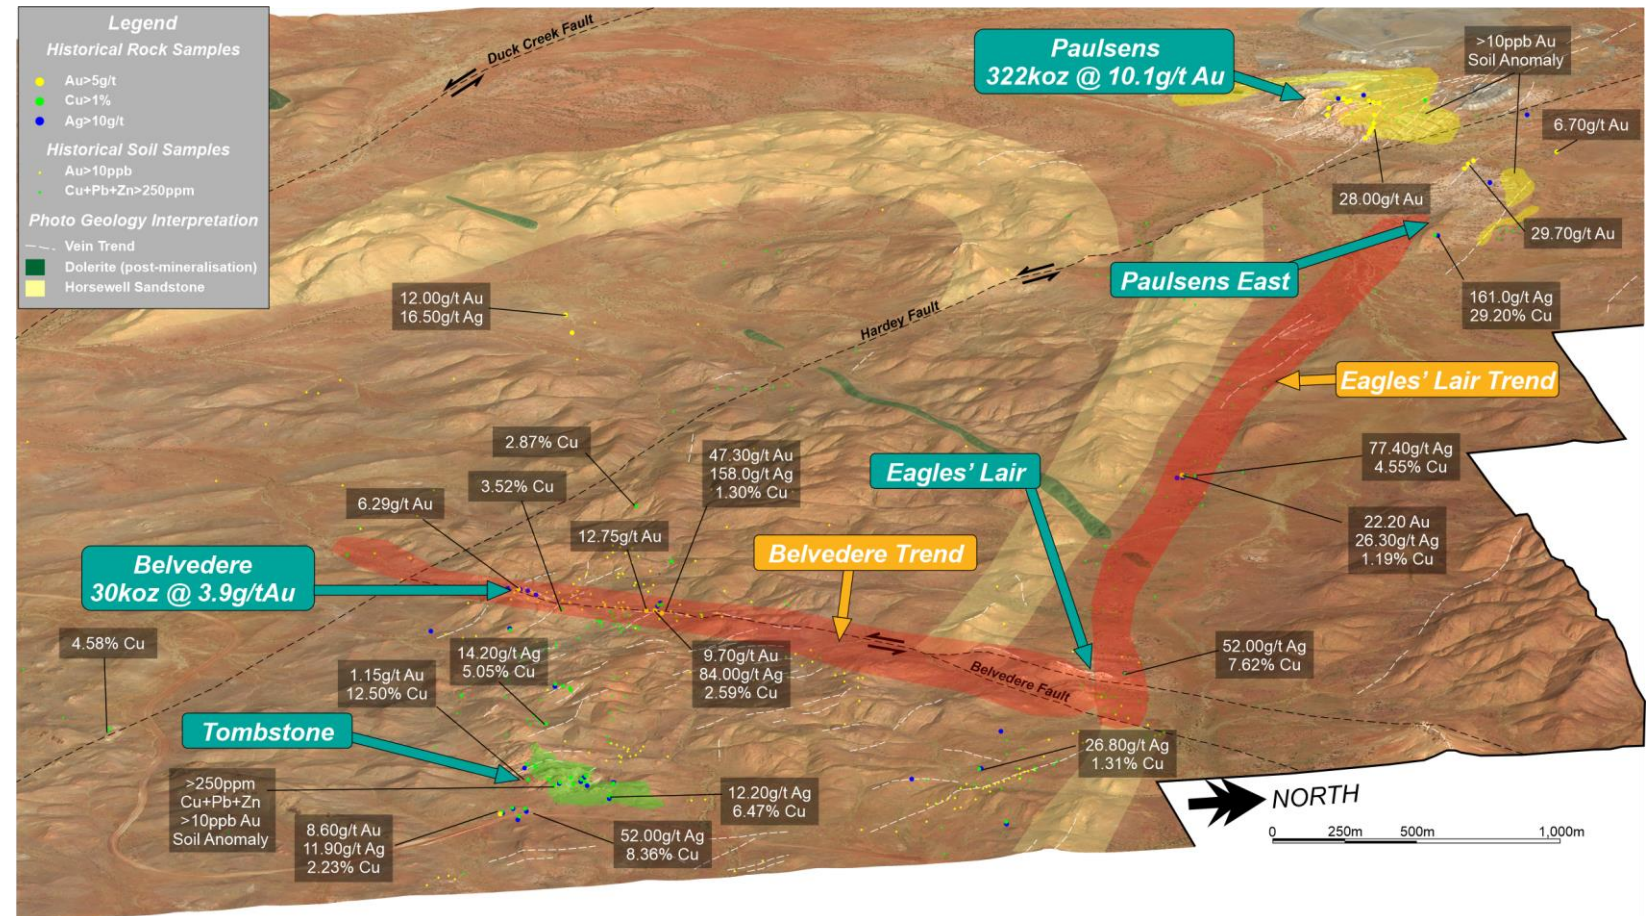 Legend
Historical Rock Samples
Au>5g/t
Cu>1%
Ag>10g/t
Historical Soil Samples
Au>10ppb
Cu+Pb+Zn>250ppm
Photo Geology Interpretation
Vein Trend
Dolerite (post-mineralisation)
Horsewell Sandstone
Duck Creek Fault
Paulsens
322koz @ 10.1g/t Au
>10ppb Au
Soil Anomaly
6.70g/t Au
28.00g/t Au
29.70g/t Au
Paulsens East
161.0g/t Ag
29.20% Cu
12.00g/t Au
16.50g/t Ag
Hardey Fault
Eagles' Lair Trend
2.87% Cu
47.30g/t Au
158.0g/t Ag
1.30% Cu
3.52% Cu
6.29g/t Au
12.75g/t Au
Eagles' Lair
77.40g/t Ag
4.55% Cu
22.20 Au
26.30g/t Ag
1.19% Cu
Belvedere
30koz @ 3.9g/tAu
Belvedere Trend
4.58% Cu
14.20g/t Ag
5.05% Cu
1.15g/t Au
12.50% Cu
9.70g/t Au
84.00g/t Ag
2.59% Cu
Belvedere Fault
52.00g/t Ag
7.62% Cu
Tombstone
26.80g/t Ag
1.31% Cu
>250ppm
Cu+Pb+Zn
>10ppb Au
Soil Anomaly
12.20g/t Ag
6.47% Cu
8.60g/t Au
11.90g/t Ag
2.23% Cu
52.00g/t Ag
8.36% Cu
NORTH
0 250m 500m 1,000m